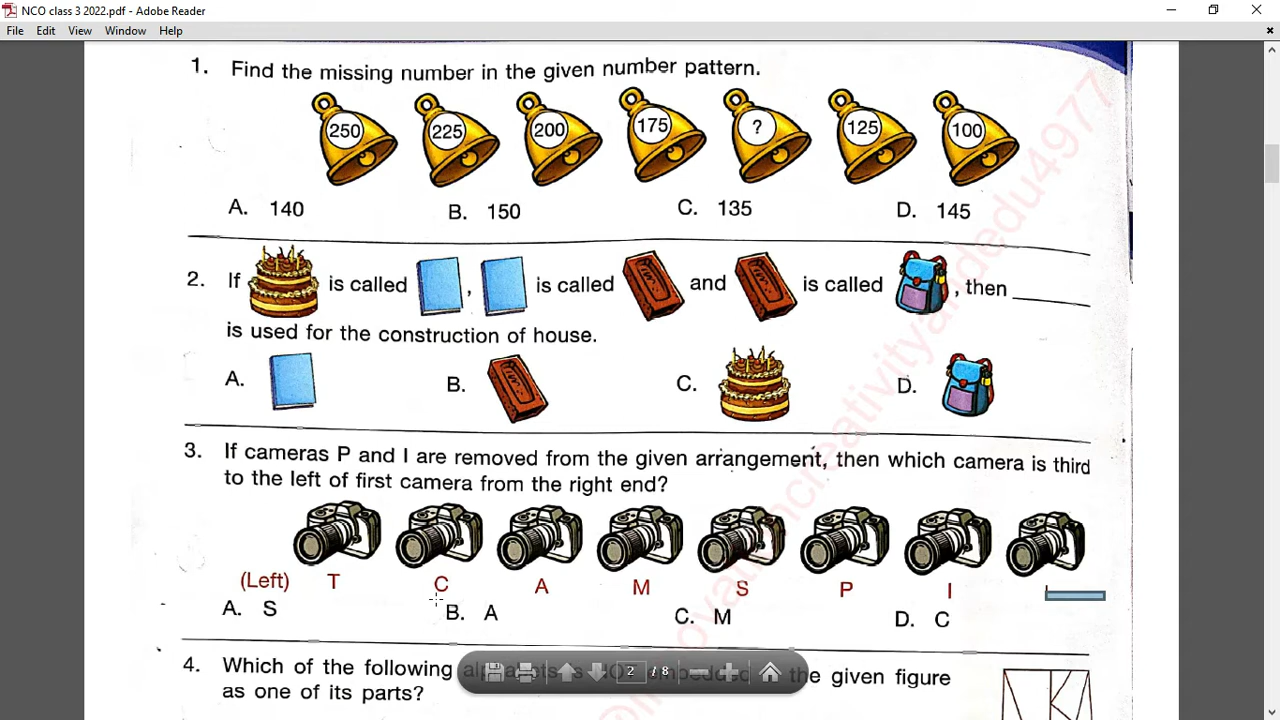 NCO class 3 2022.pdf - Adobe Reader
File Edit View Window Help
1. Find the missing number in the given number pattern.
250 225 200 175 ? 125 100
A. 140 B. 150 C. 135 D. 145
2. If is called , is called and is called , then ______
is used for the construction of house.
A. B. C. D.
3. If cameras P and I are removed from the given arrangement, then which camera is third
to the left of first camera from the right end?
(Left) T C A M S P I
A. S B. A C. M D. C
4. Which of the following the given figure
as one of its parts?
2 / 8